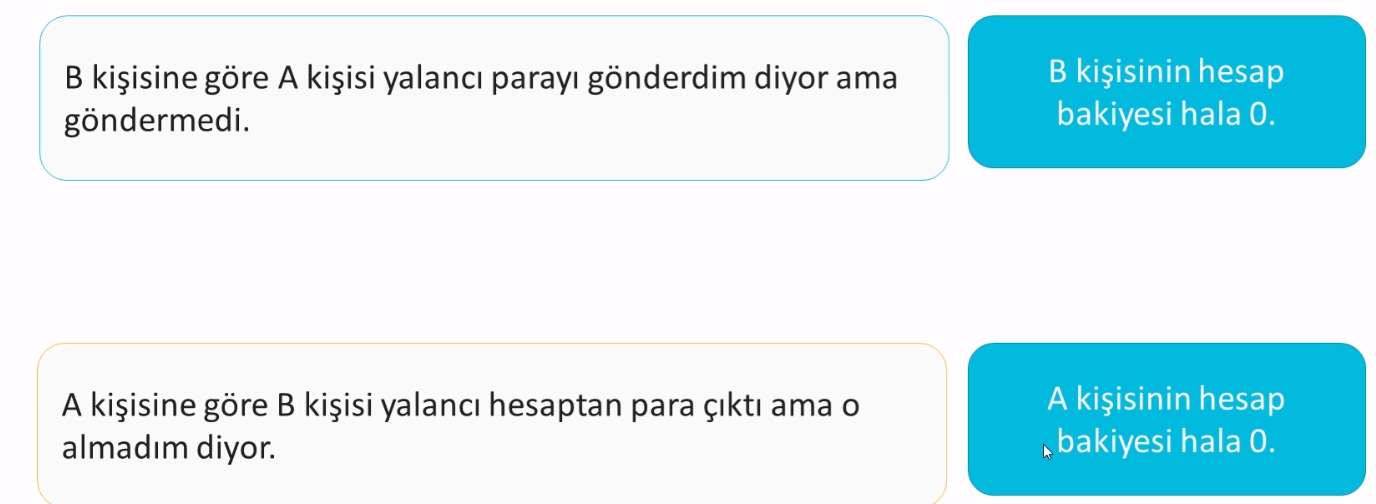 B kişisine göre A kişisi yalancı parayı gönderdim diyor ama
göndermedi.
B kişisinin hesap
bakiyesi hala 0.
A kişisine göre B kişisi yalancı hesaptan para çıktı ama o
almadım diyor.
A kişisinin hesap
bakiyesi hala 0.